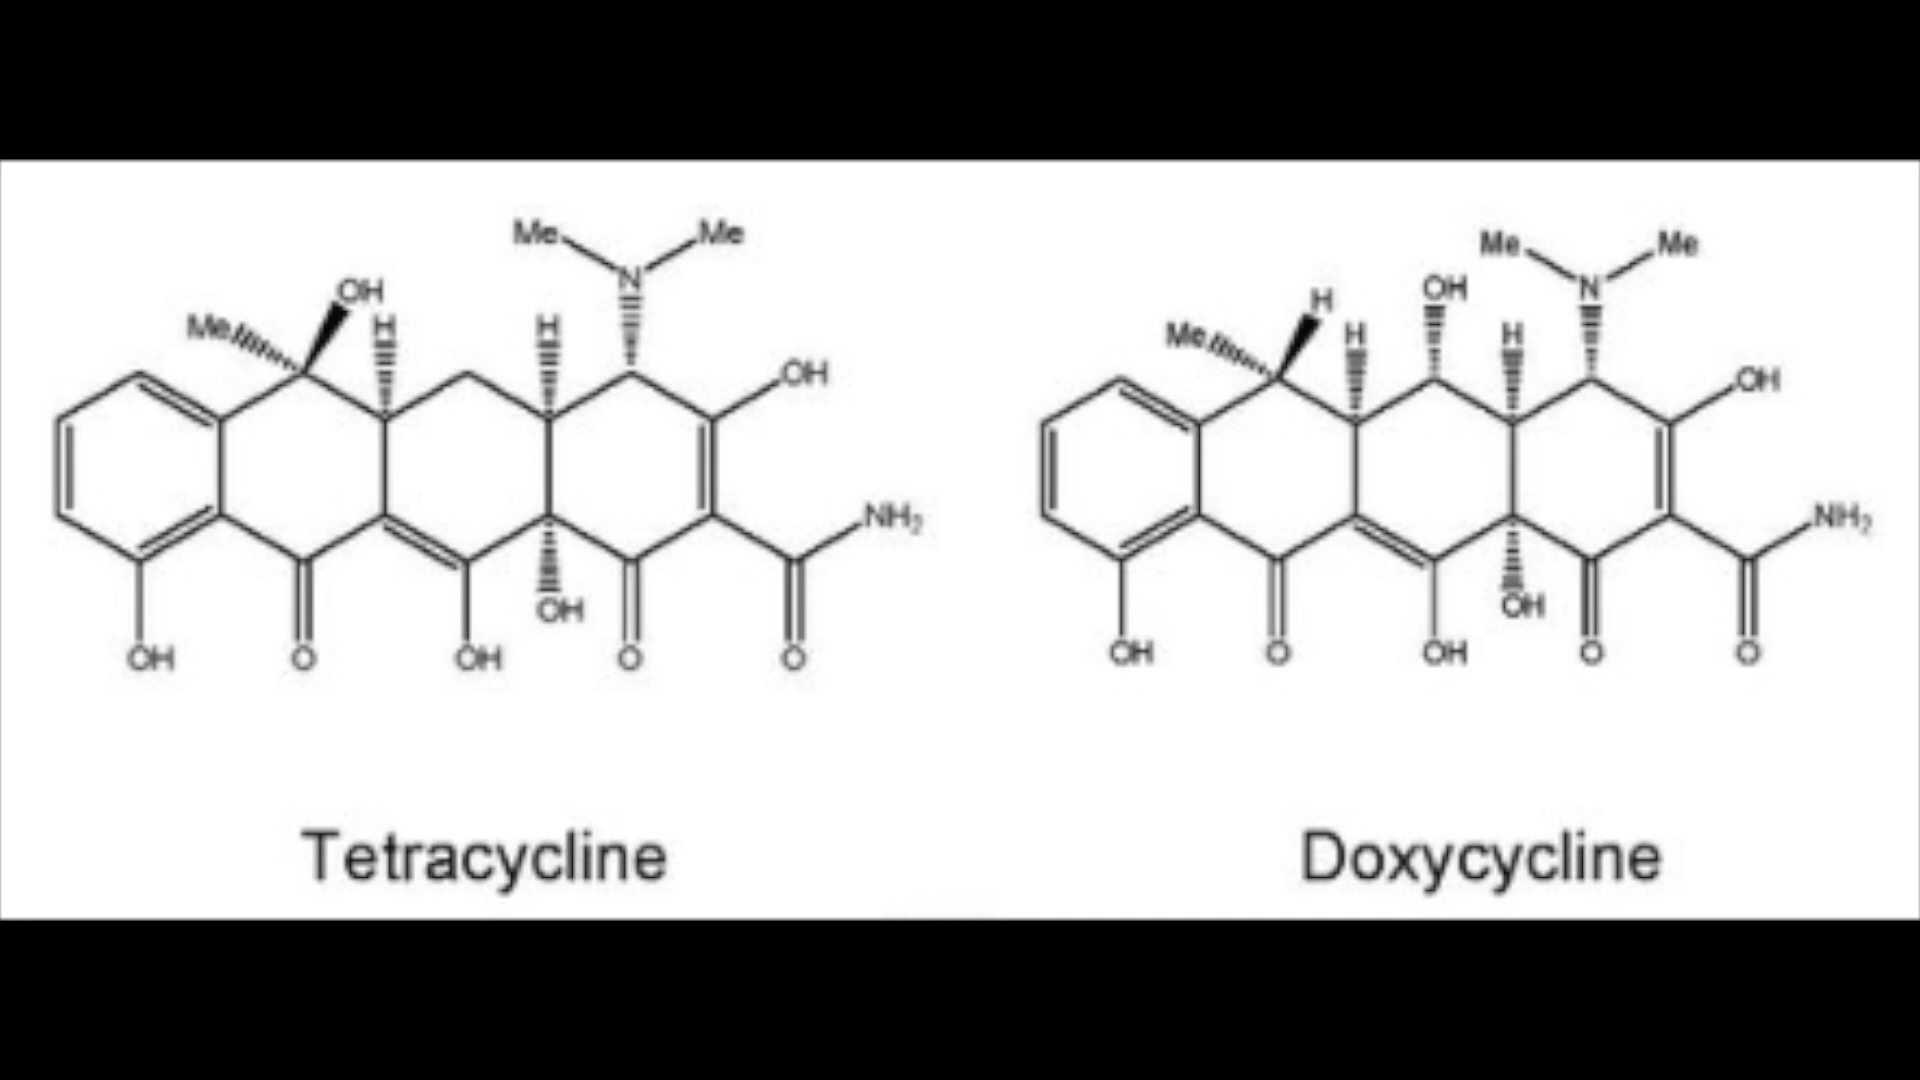 Me Me
OH
Me H H N
OH
NH₂
OH
OH O OH O O
Tetracycline
Me Me
H OH
Me H H N
OH
NH₂
OH
OH O OH O O
Doxycycline